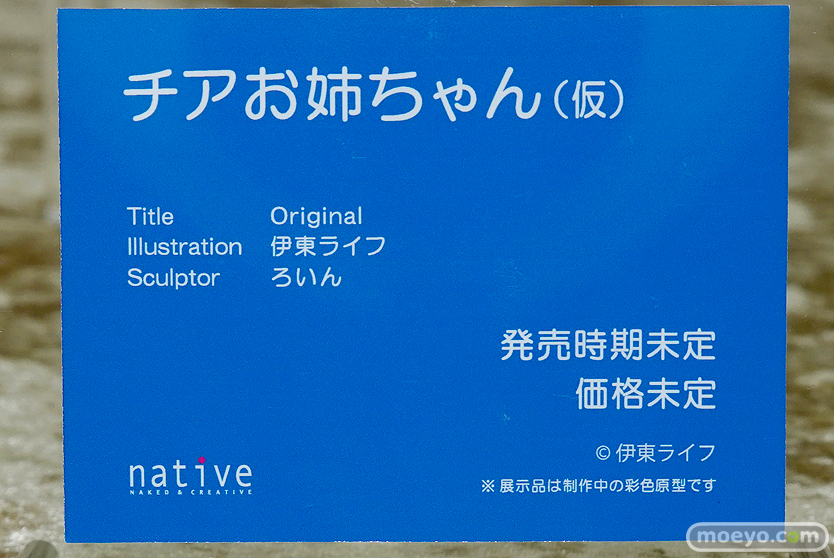 チアお姉ちゃん（仮）
Title Original
Illustration 伊東ライフ
Sculptor ろいん
発売時期未定
価格未定
©伊東ライフ
※展示品は制作中の彩色原型です
native
NAKED & CREATIVE
moeyo.com